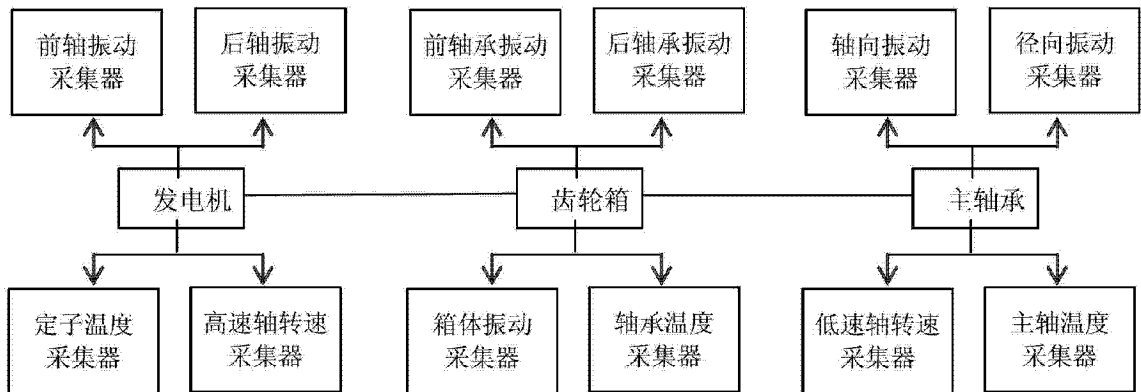 前轴振动
采集器
后轴振动
采集器
前轴承振动
采集器
后轴承振动
采集器
轴向振动
采集器
径向振动
采集器
发电机
齿轮箱
主轴承
定子温度
采集器
高速轴转速
采集器
箱体振动
采集器
轴承温度
采集器
低速轴转速
采集器
主轴温度
采集器